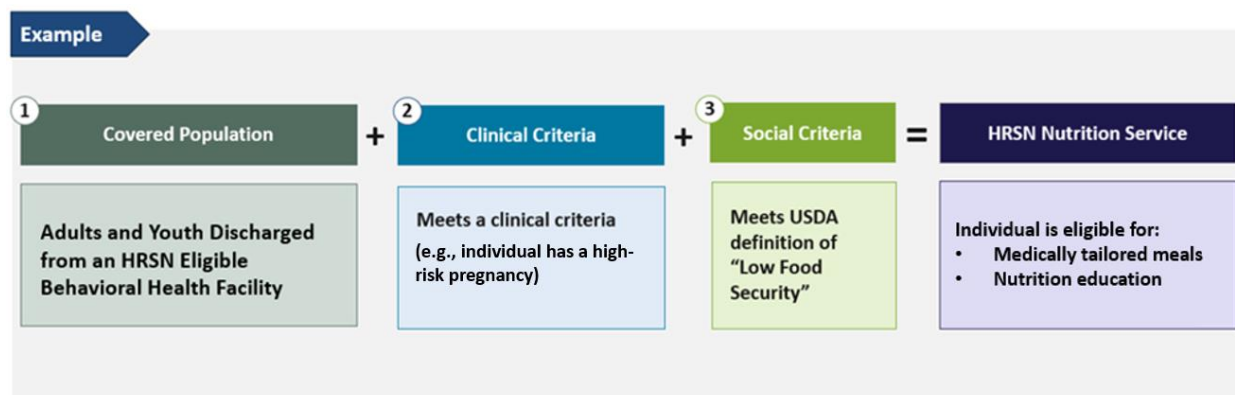 Example
1
Covered Population
+
2
Clinical Criteria
+
3
Social Criteria
=
HRSN Nutrition Service
Adults and Youth Discharged
from an HRSN Eligible
Behavioral Health Facility
Meets a clinical criteria
(e.g., individual has a high-
risk pregnancy)
Meets USDA
definition of
“Low Food
Security”
Individual is eligible for:
• Medically tailored meals
• Nutrition education